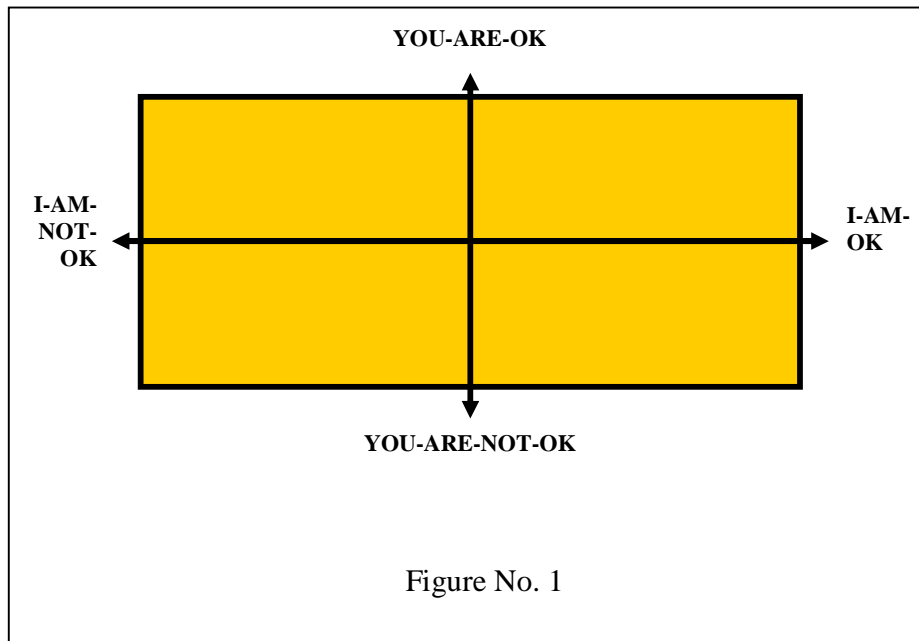 YOU-ARE-OK
I-AM-
NOT-
OK
I-AM-
OK
YOU-ARE-NOT-OK
Figure No. 1